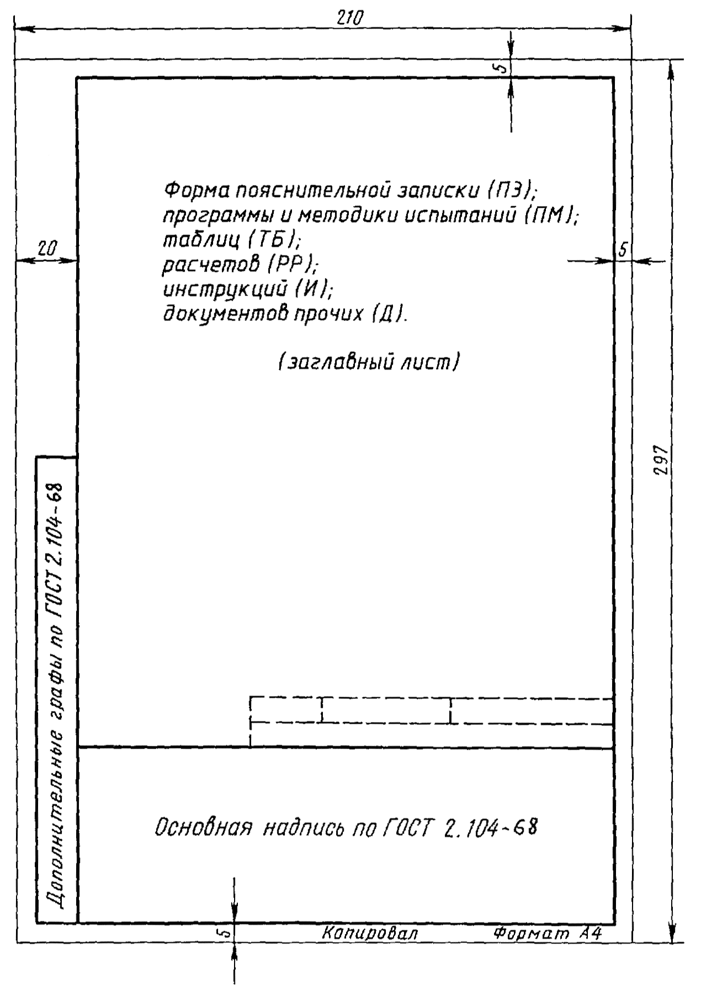 210
5
Форма пояснительной записки (ПЗ);
программы и методики испытаний (ПМ);
таблиц (ТБ);
расчетов (РР);
инструкций (И);
документов прочих (Д).
(заглавный лист)
20
5
297
Дополнительные графы по ГОСТ 2.104-68
Основная надпись по ГОСТ 2.104-68
5
Копировал
Формат А4